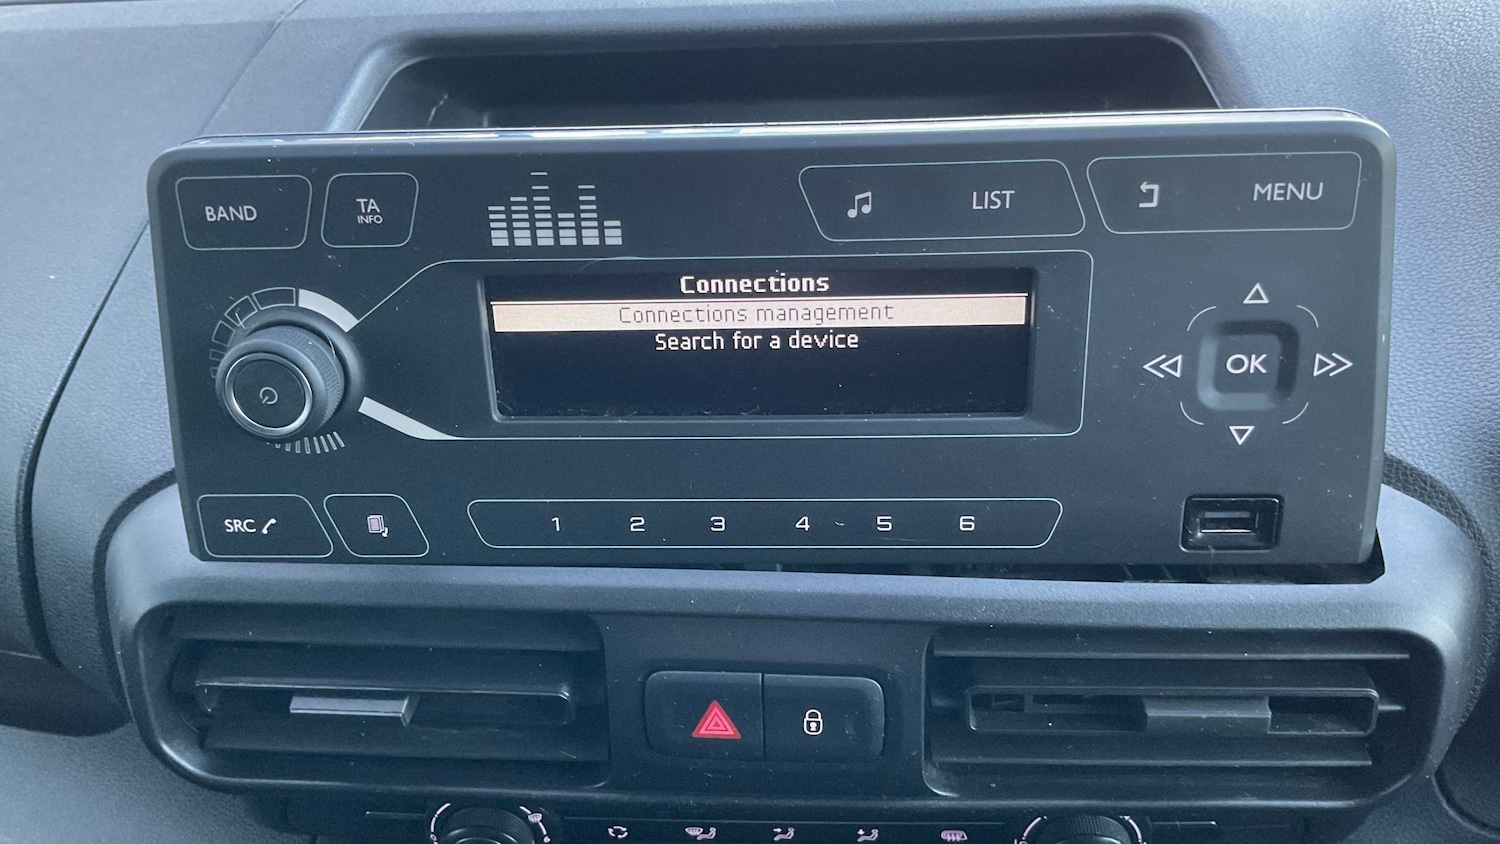 BAND
TA
INFO
LIST
MENU
Connections
Connections management
Search for a device
OK
SRC
1 2 3 4 5 6